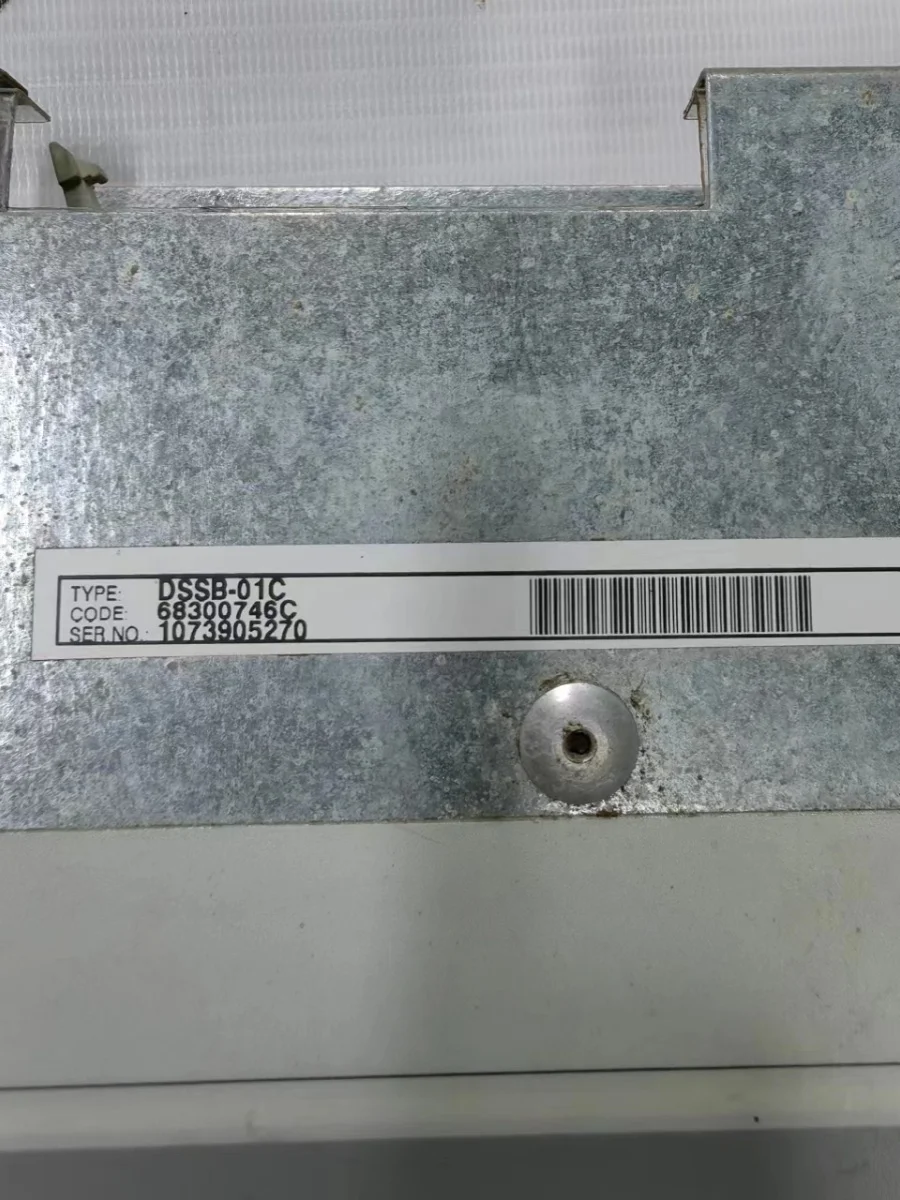 TYPE: DSSB-01C
CODE: 68300746C
SER.NO. 1073905270